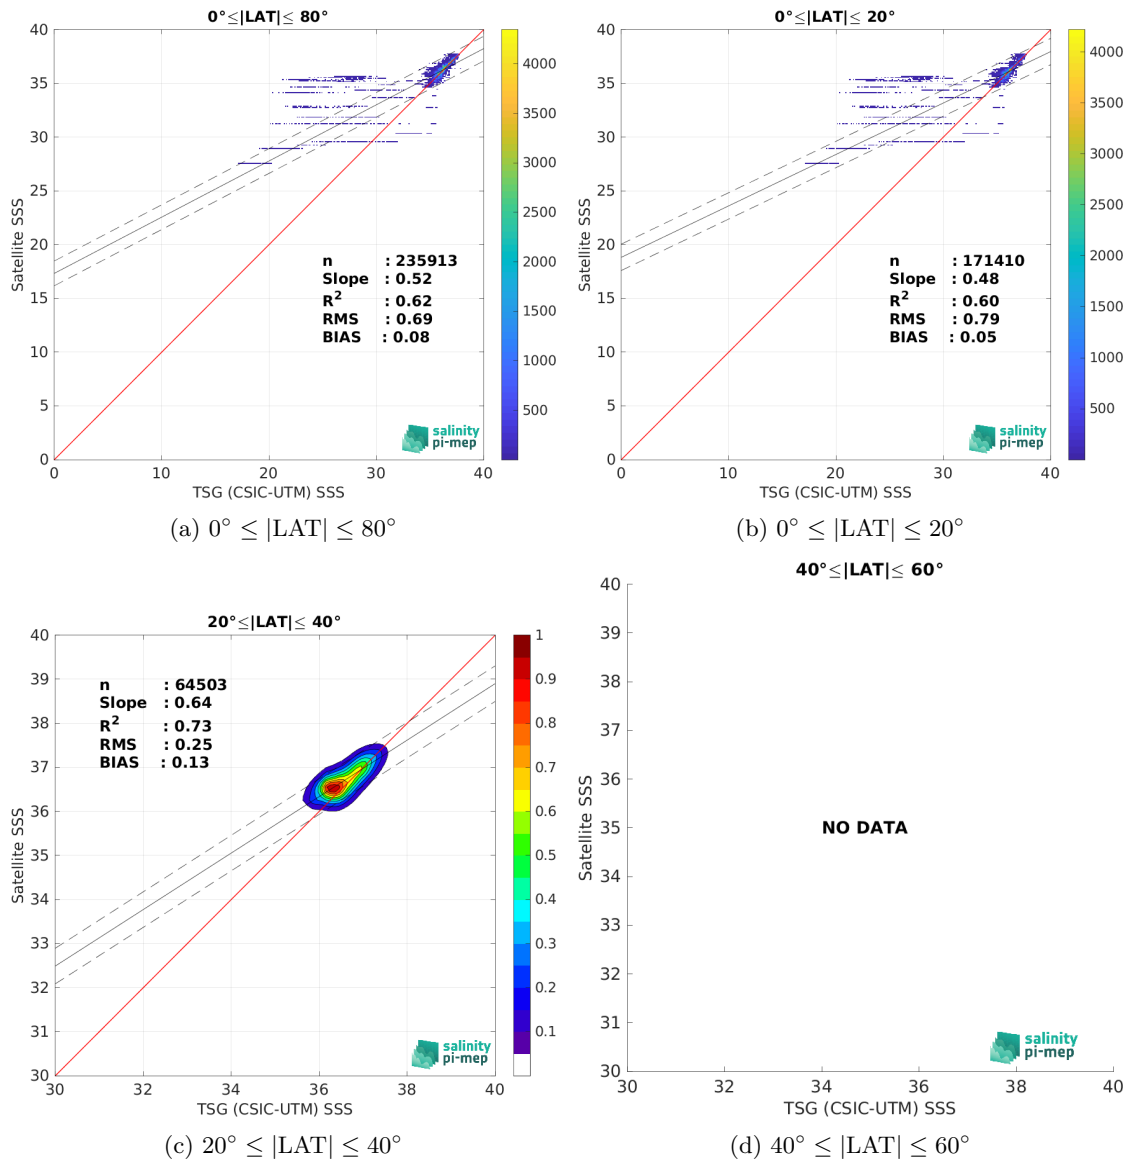 0°≤|LAT|≤ 80°
40
35
30
25
20
15
10
5
0
0
10
20
30
40
Satellite SSS
TSG (CSIC-UTM) SSS
n : 235913
Slope : 0.52
R² : 0.62
RMS : 0.69
BIAS : 0.08
salinity
pi-mep
4000
3500
3000
2500
2000
1500
1000
500
(a) 0° ≤ |LAT| ≤ 80°
0°≤|LAT|≤ 20°
40
35
30
25
20
15
10
5
0
0
10
20
30
40
Satellite SSS
TSG (CSIC-UTM) SSS
n : 171410
Slope : 0.48
R² : 0.60
RMS : 0.79
BIAS : 0.05
salinity
pi-mep
4000
3500
3000
2500
2000
1500
1000
500
(b) 0° ≤ |LAT| ≤ 20°
20°≤|LAT|≤ 40°
40
39
38
37
36
35
34
33
32
31
30
30
32
34
36
38
40
Satellite SSS
TSG (CSIC-UTM) SSS
n : 64503
Slope : 0.64
R² : 0.73
RMS : 0.25
BIAS : 0.13
salinity
pi-mep
1
0.9
0.8
0.7
0.6
0.5
0.4
0.3
0.2
0.1
(c) 20° ≤ |LAT| ≤ 40°
40°≤|LAT|≤ 60°
40
39
38
37
36
35
34
33
32
31
30
30
32
34
36
38
40
Satellite SSS
TSG (CSIC-UTM) SSS
NO DATA
salinity
pi-mep
(d) 40° ≤ |LAT| ≤ 60°